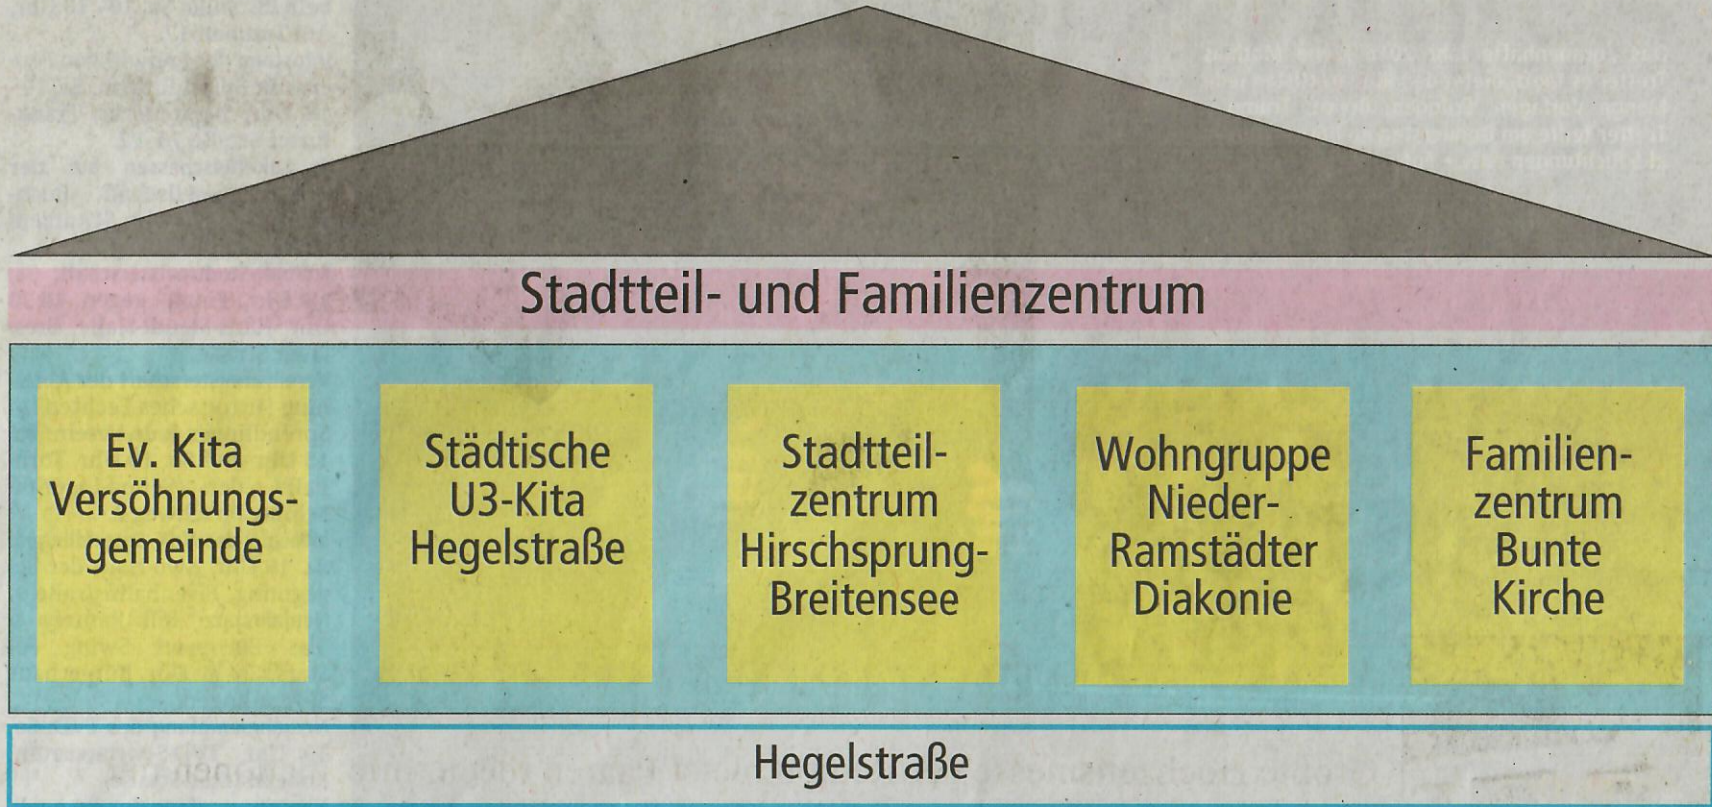 Stadtteil- und Familienzentrum
Ev. Kita
Versöhnungs-
gemeinde
Städtische
U3-Kita
Hegelstraße
Stadtteil-
zentrum
Hirschsprung-
Breitensee
Wohngruppe
Nieder-
Ramstädter
Diakonie
Familien-
zentrum
Bunte
Kirche
Hegelstraße